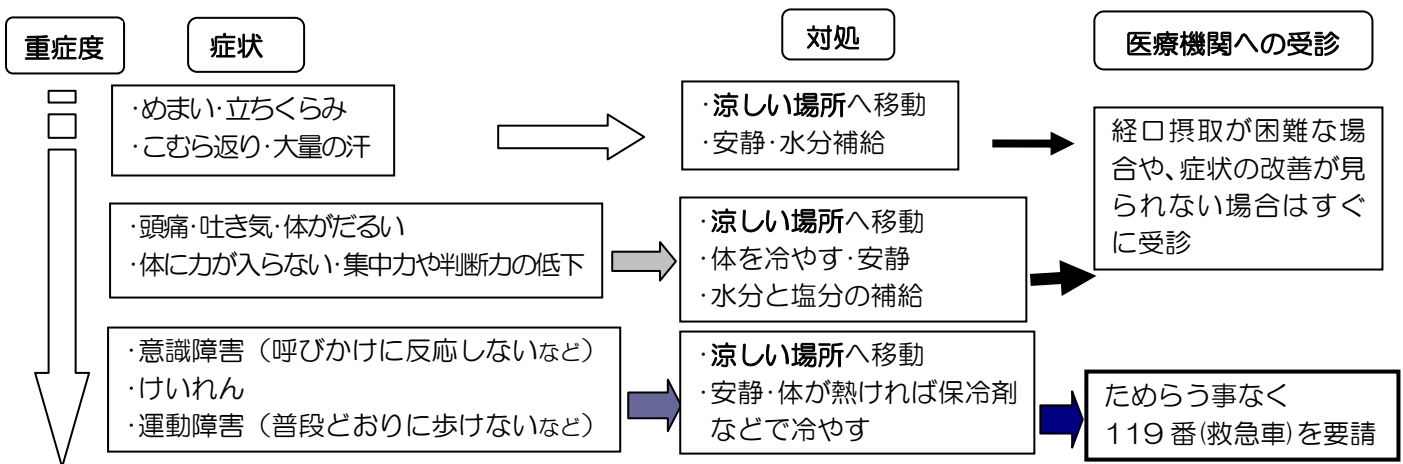 重症度
症状
対処
医療機関への受診
･めまい･立ちくらみ
･こむら返り･大量の汗
･涼しい場所へ移動
･安静･水分補給
経口摂取が困難な場
合や、症状の改善が見
られない場合はすぐ
に受診
･頭痛･吐き気･体がだるい
･体に力が入らない･集中力や判断力の低下
･涼しい場所へ移動
･体を冷やす･安静
･水分と塩分の補給
･意識障害（呼びかけに反応しないなど）
･けいれん
･運動障害（普段どおりに歩けないなど）
･涼しい場所へ移動
･安静･体が熱ければ保冷剤
などで冷やす
ためらう事なく
119番(救急車)を要請